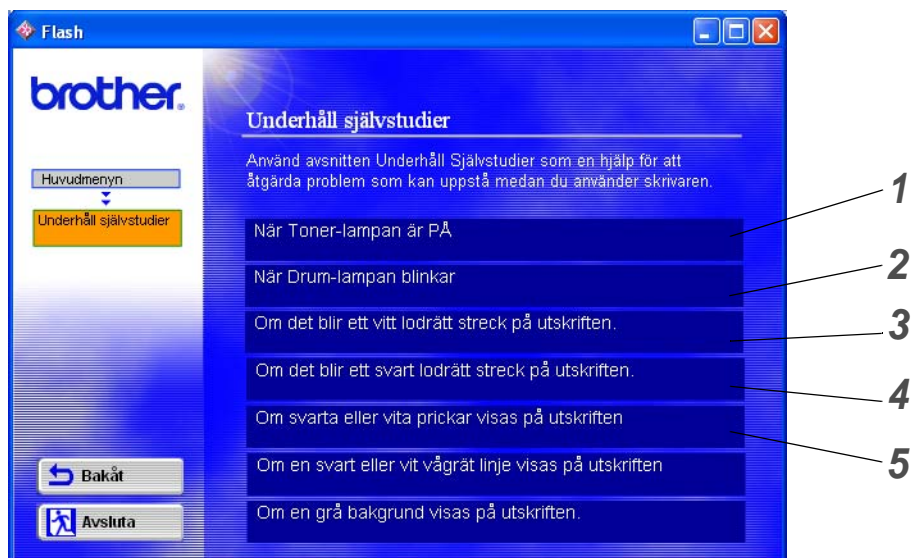 Flash
brother.
Huvudmenyn
Underhåll självstudier
Underhåll självstudier
Använd avsnitten Underhåll Självstudier som en hjälp för att
åtgärda problem som kan uppstå medan du använder skrivaren.
När Toner-lampan är PÅ
När Drum-lampan blinkar
Om det blir ett vitt lodrätt streck på utskriften.
Om det blir ett svart lodrätt streck på utskriften.
Om svarta eller vita prickar visas på utskriften
Om en svart eller vit vågrät linje visas på utskriften
Om en grå bakgrund visas på utskriften.
Bakåt
Avsluta
1
2
3
4
5